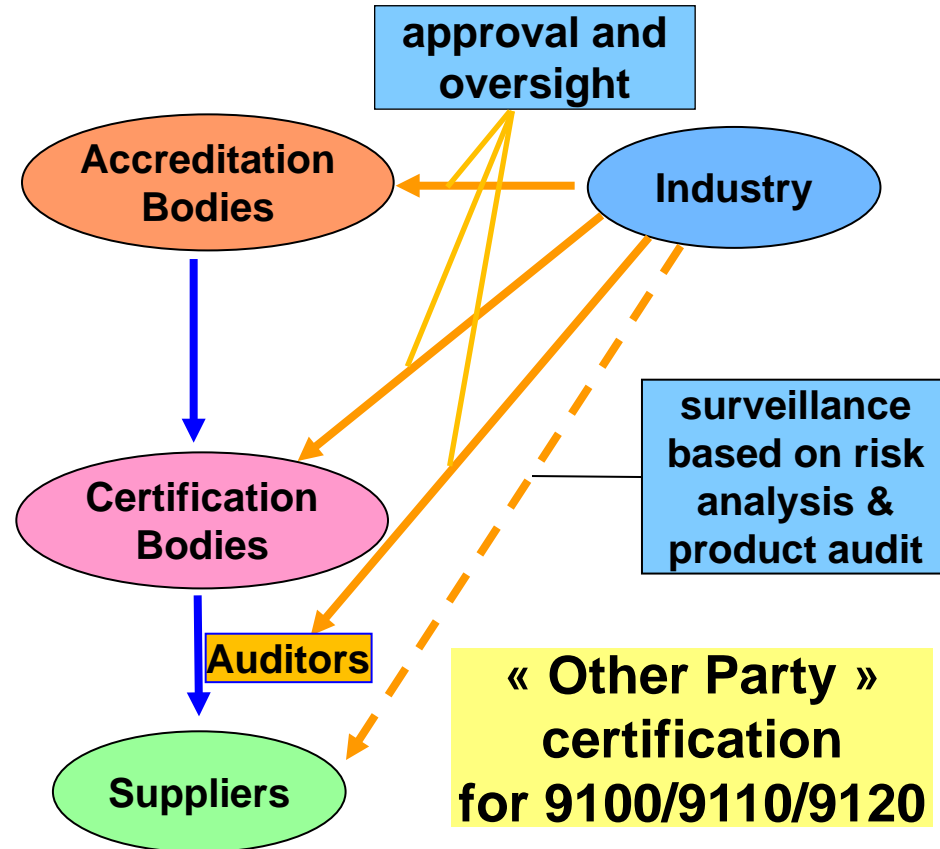 approval and
oversight
Accreditation
Bodies
Industry
surveillance
based on risk
analysis &
product audit
Certification
Bodies
Auditors
« Other Party »
certification
for 9100/9110/9120
Suppliers